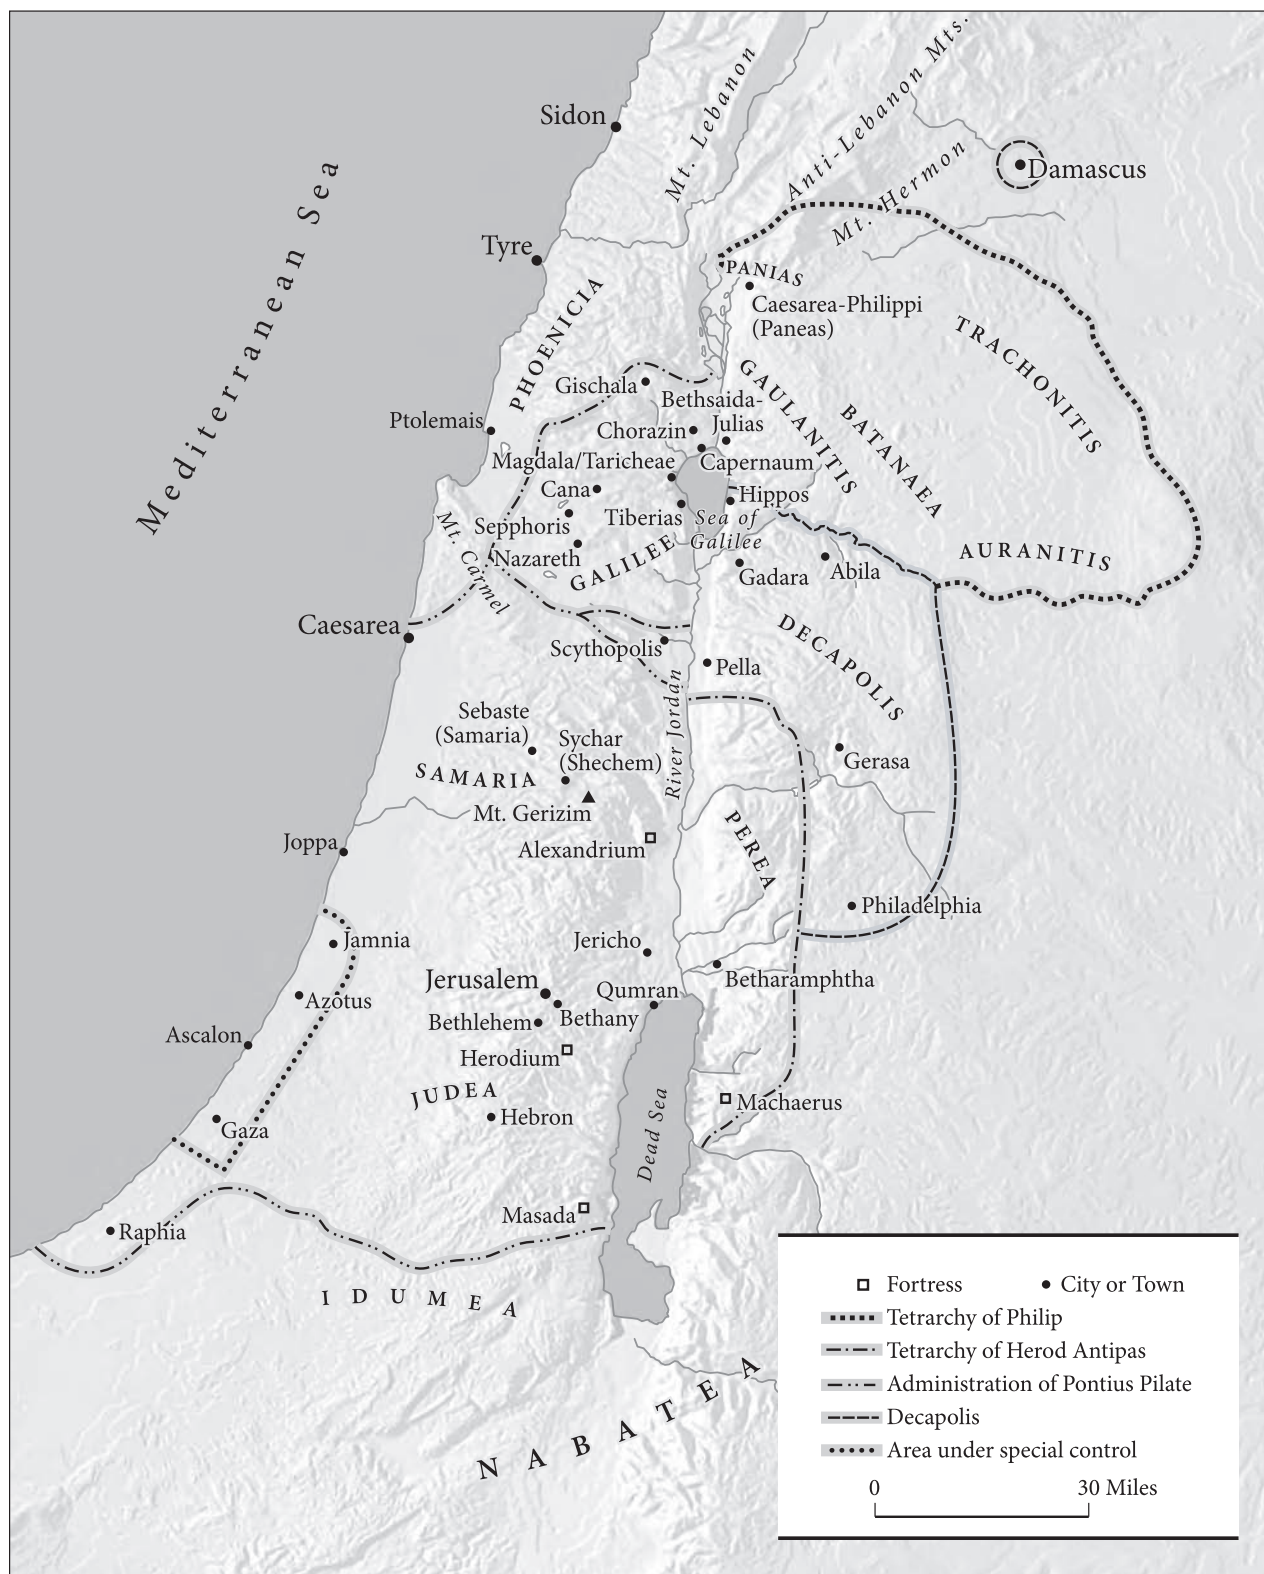 Mt. Lebanon
Anti-Lebanon Mts.
Sidon
Mt. Hermon
Damascus
Mediterranean Sea
Tyre
PANIAS
PHOENICIA
Caesarea-Philippi
(Paneas)
TRACHONITIS
GAULANITIS
BATANAEA
Gischala
Bethsaida-
Julias
Ptolemais
Chorazin
Magdala/Taricheae
Capernaum
Cana
Hippos
Tiberias
Sea of
Galilee
Sepphoris
Mt. Carmel
Nazareth
GALILEE
AURANITIS
Gadara
Abila
Caesarea
DECAPOLIS
Scythopolis
Pella
River Jordan
Sebaste
(Samaria)
Sychar
(Shechem)
Gerasa
SAMARIA
Mt. Gerizim
PEREA
Joppa
Alexandrium
Philadelphia
Jamnia
Jericho
Jerusalem
Betharamphtha
Qumran
Azotus
Bethany
Bethlehem
Ascalon
Herodium
JUDEA
Machaerus
Hebron
Gaza
Dead Sea
Masada
Raphia
IDUMEA
NABATEA
Fortress
City or Town
Tetrarchy of Philip
Tetrarchy of Herod Antipas
Administration of Pontius Pilate
Decapolis
Area under special control
0 30 Miles